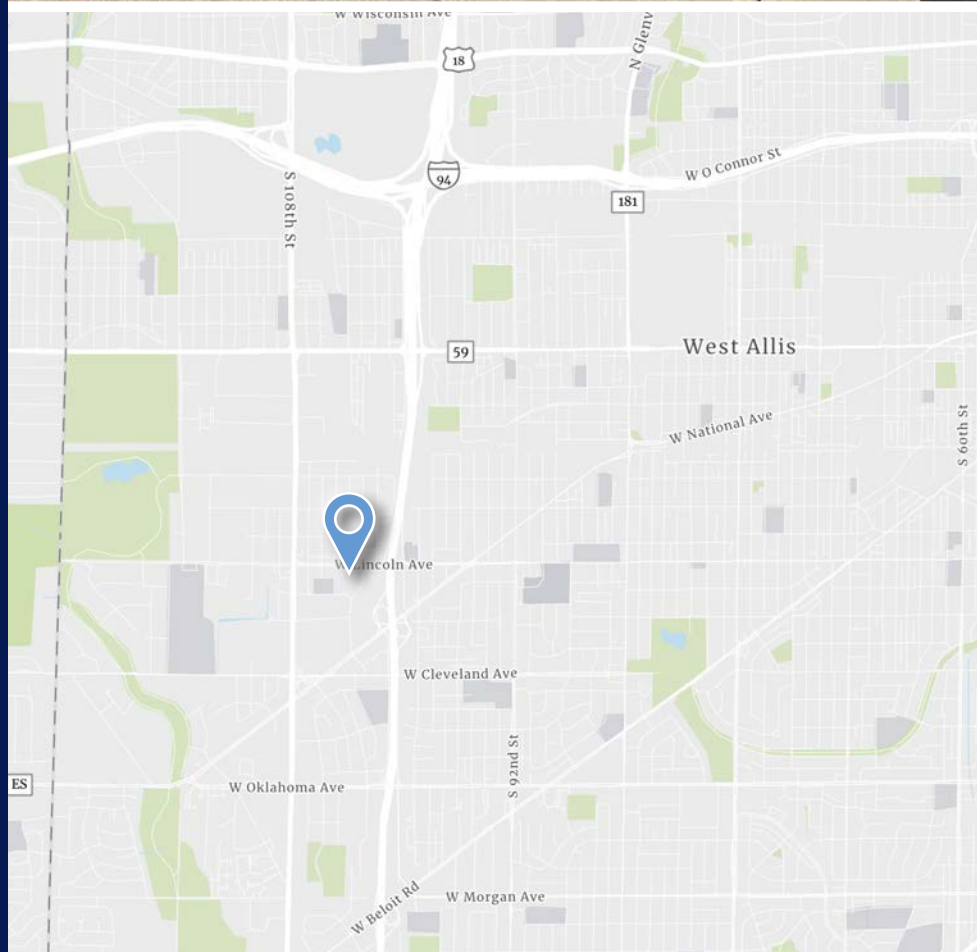 W Wisconsin Ave
18
N Glenv
94
W O Connor St
181
S 108th St
59
West Allis
W National Ave
S 60th St
W Lincoln Ave
W Cleveland Ave
S 92nd St
ES
W Oklahoma Ave
W Beloit Rd
W Morgan Ave